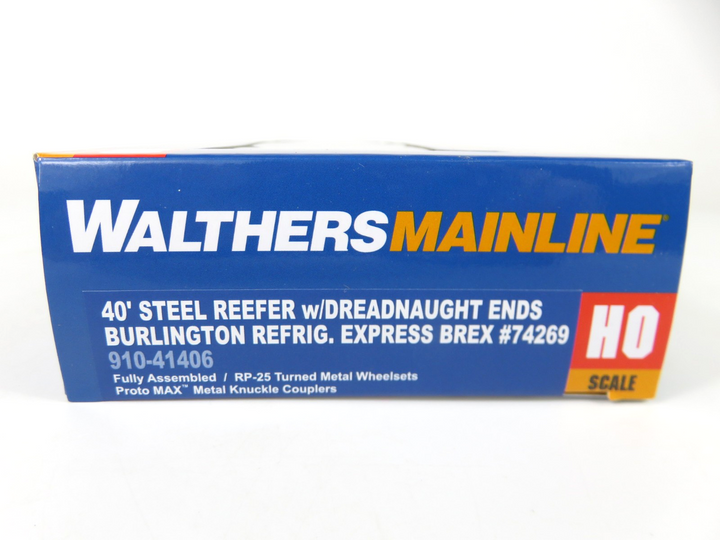 WALTHERSMAINLINE®
40' STEEL REEFER w/DREADNAUGHT ENDS
BURLINGTON REFRIG. EXPRESS BREX #74269
910-41406
Fully Assembled / RP-25 Turned Metal Wheelsets
Proto MAX™ Metal Knuckle Couplers
HO
SCALE